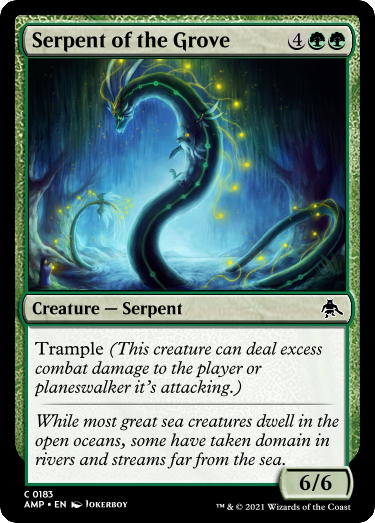 Serpent of the Grove 4
Creature — Serpent
Trample (This creature can deal excess
combat damage to the player or
planeswalker it's attacking.)
While most great sea creatures dwell in the
open oceans, some have taken domain in
rivers and streams far from the sea.
6/6
C 0183
AMP • EN JOKERBOY
™ & © 2021 Wizards of the Coast